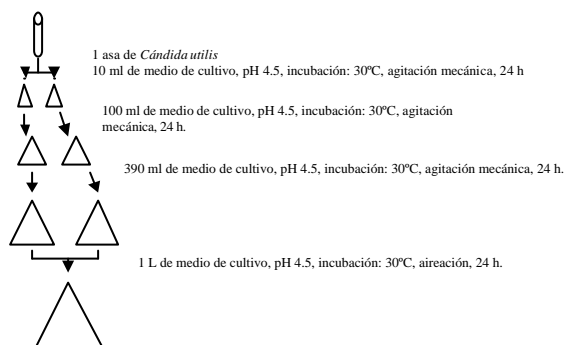 1 asa de Cándida utilis
10 ml de medio de cultivo, pH 4.5, incubación: 30ºC, agitación mecánica, 24 h
100 ml de medio de cultivo, pH 4.5, incubación: 30ºC, agitación
mecánica, 24 h.
390 ml de medio de cultivo, pH 4.5, incubación: 30ºC, agitación mecánica, 24 h.
1 L de medio de cultivo, pH 4.5, incubación: 30ºC, aireación, 24 h.